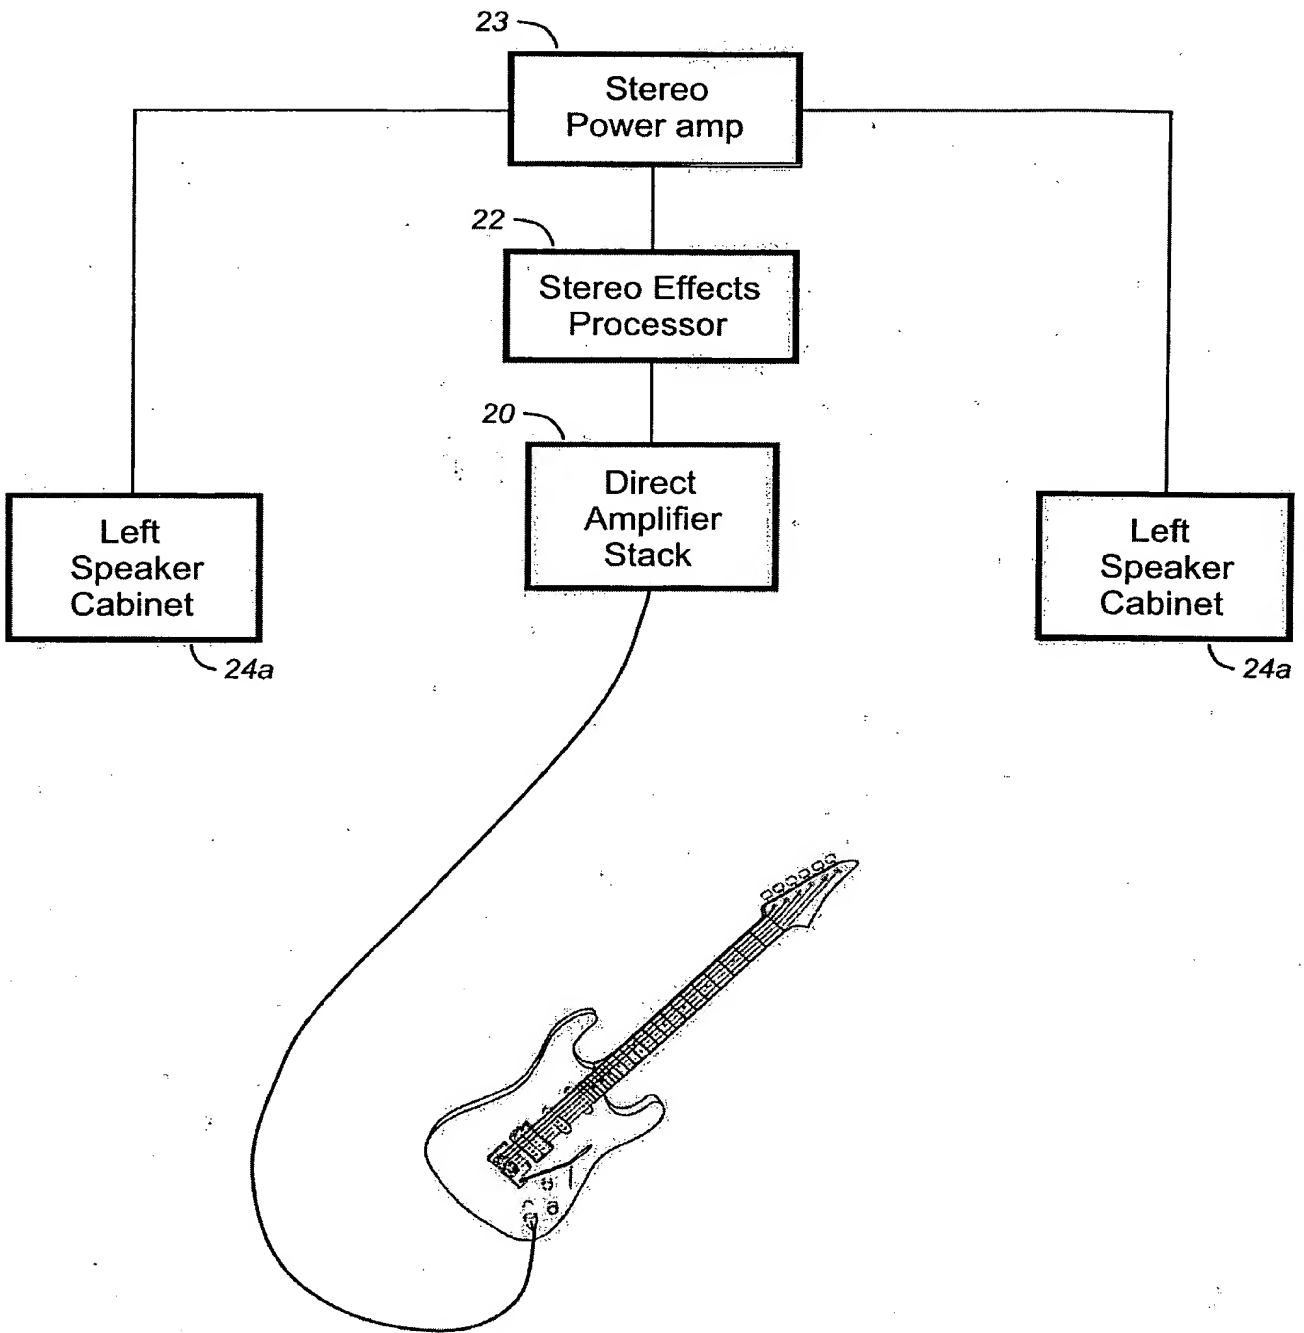 23
Stereo
Power amp
22
Stereo Effects
Processor
20
Direct
Amplifier
Stack
Left
Speaker
Cabinet
24a
Left
Speaker
Cabinet
24a